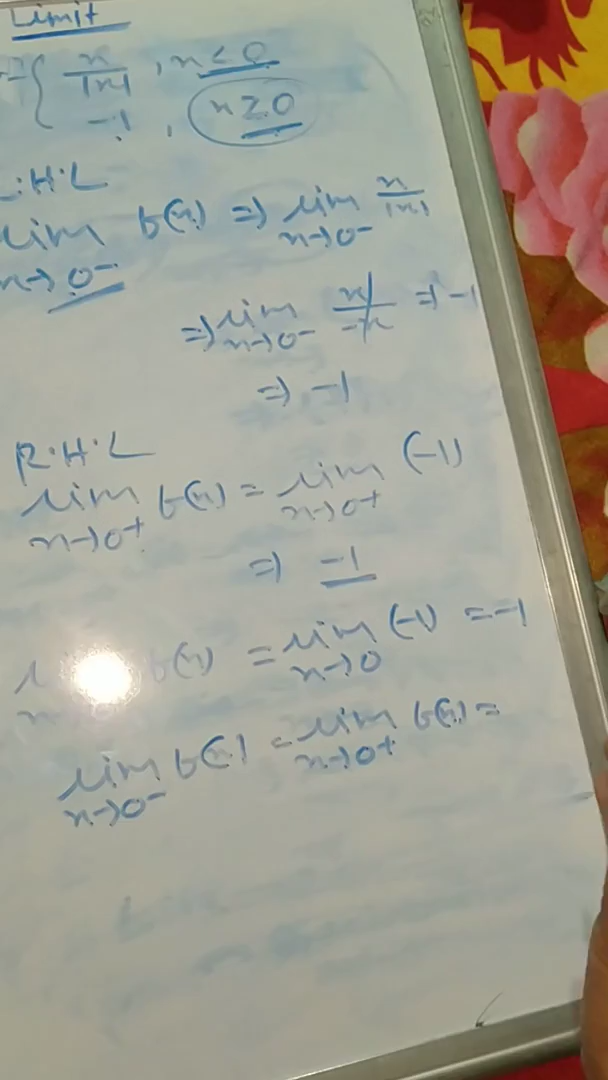 Limit
{ x/|x| , x<0
-1 , x≥0
L.H.L
lim x→0- f(x) ⇒ lim x→0- x/|x|
⇒ lim x→0- x/-x ⇒ -1
⇒ -1
R.H.L
lim x→0+ f(x) = lim x→0+ (-1)
⇒ -1
f(x) = lim x→0 (-1) = -1
lim x→0- f(x) = lim x→0+ f(x) =